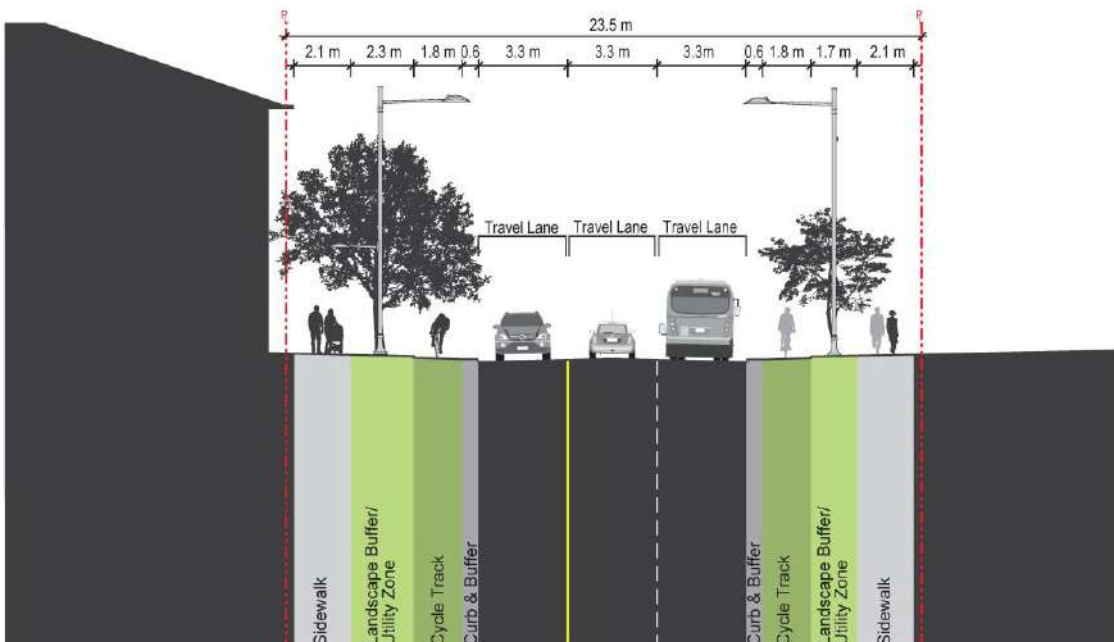 P P
23.5 m
2.1 m 2.3 m 1.8 m 0.6 3.3 m 3.3 m 3.3m 0.6 1.8 m 1.7 m 2.1 m
Travel Lane Travel Lane Travel Lane
Sidewalk
Landscape Buffer/
Utility Zone
Cycle Track
Curb & Buffer
Curb & Buffer
Cycle Track
Landscape Buffer/
Utility Zone
Sidewalk